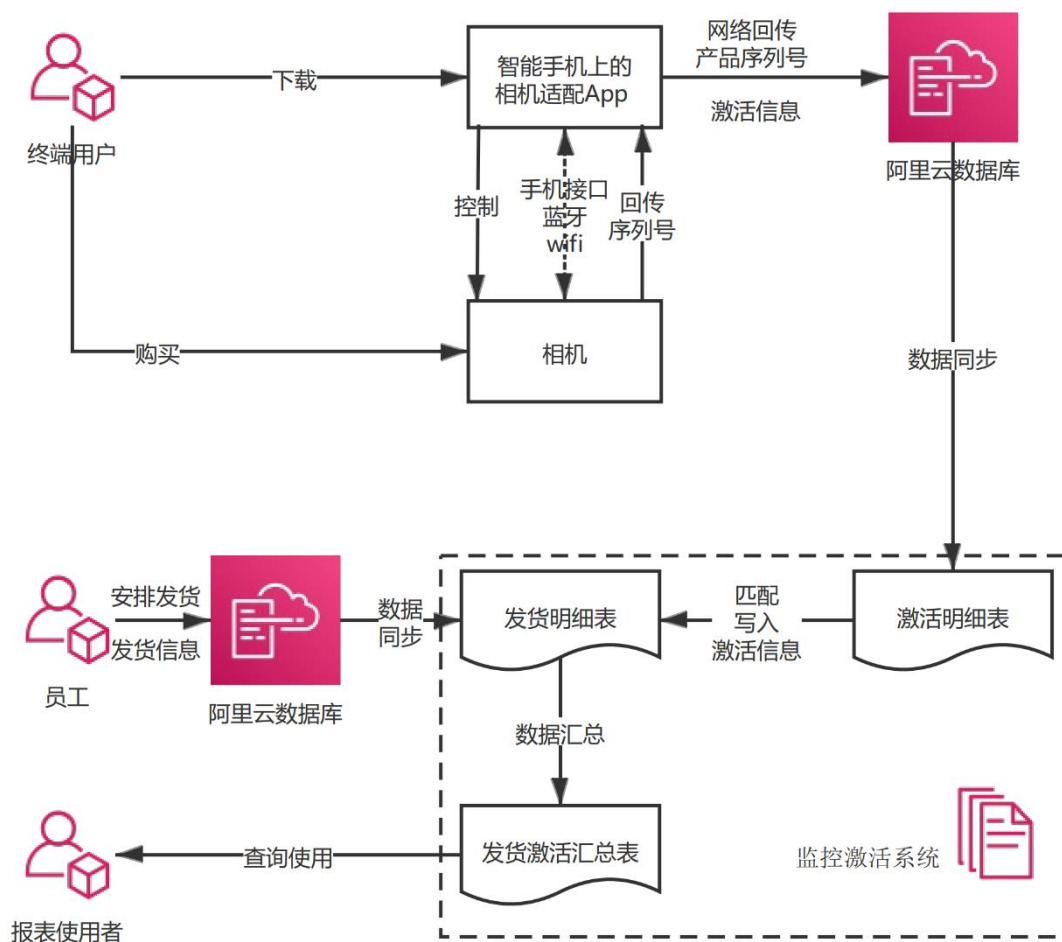 终端用户
下载
智能手机上的
相机适配App
网络回传
产品序列号
激活信息
阿里云数据库
控制
手机接口
蓝牙
wifi
回传
序列号
购买
相机
数据同步
员工
安排发货
发货信息
阿里云数据库
数据
同步
发货明细表
匹配
写入
激活信息
激活明细表
数据汇总
发货激活汇总表
查询使用
报表使用者
监控激活系统